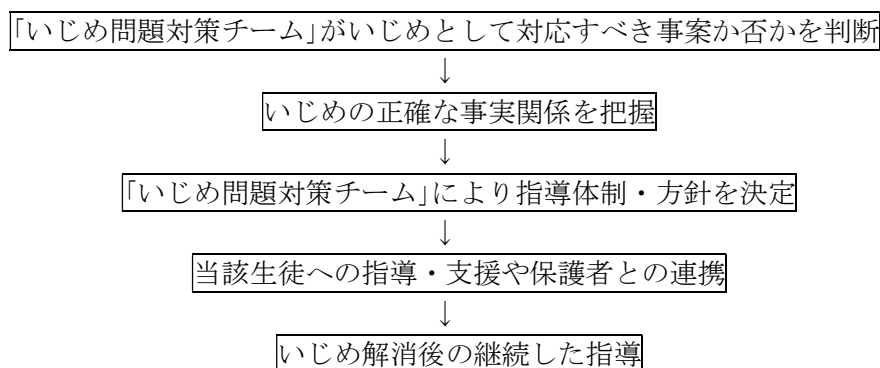 「いじめ問題対策チーム」がいじめとして対応すべき事案か否かを判断
↓
いじめの正確な事実関係を把握
↓
「いじめ問題対策チーム」により指導体制・方針を決定
↓
当該生徒への指導・支援や保護者との連携
↓
いじめ解消後の継続した指導